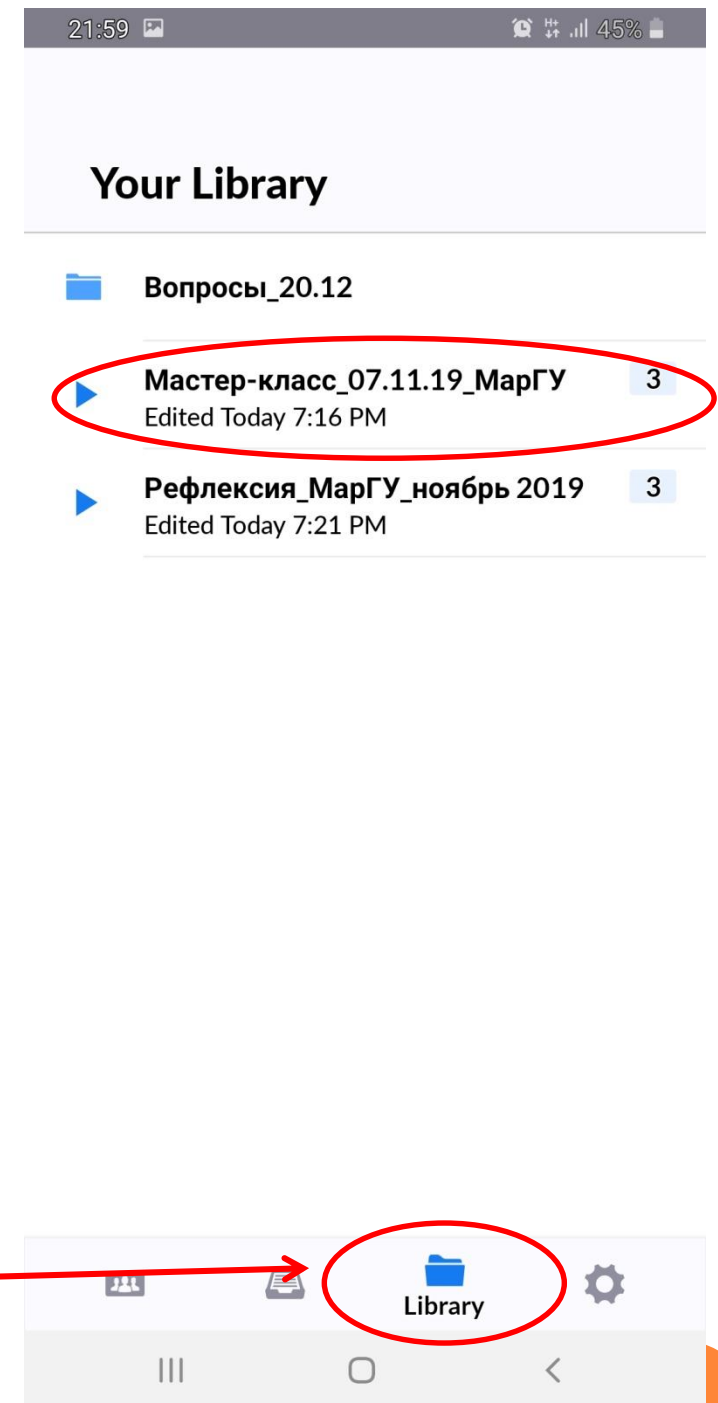 21:59 45%
Your Library
Вопросы_20.12
Мастер-класс_07.11.19_МарГУ 3
Edited Today 7:16 PM
Рефлексия_МарГУ_ноябрь 2019 3
Edited Today 7:21 PM
Library